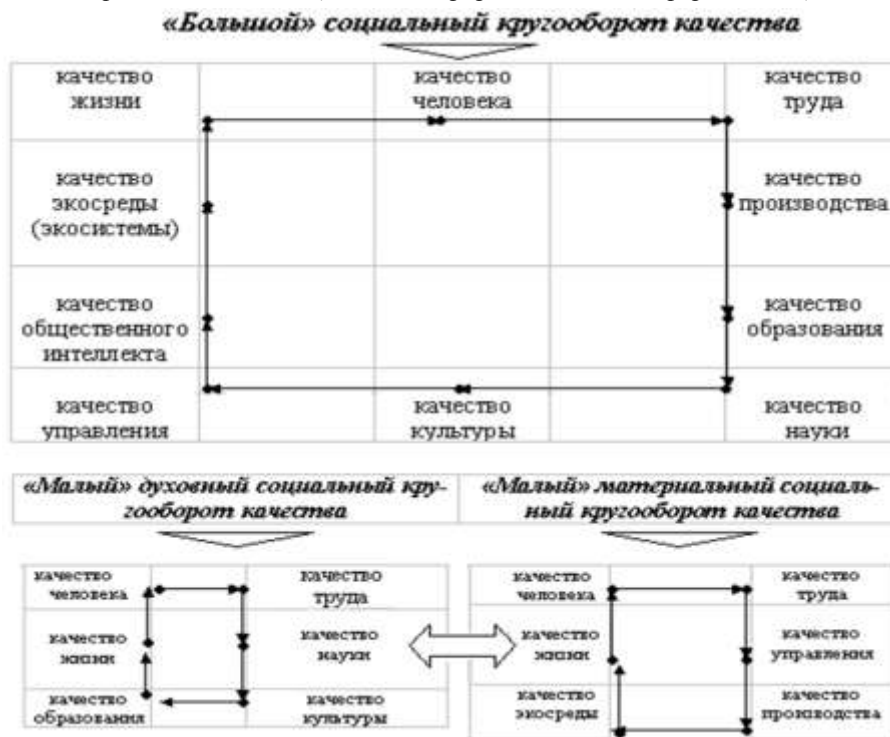 «Большой» социальный кругооборот качества
качество
жизни
качество
человека
качество
труда
качество
экосреды
(экосистемы)
качество
производства
качество
общественного
интеллекта
качество
образования
качество
управления
качество
культуры
качество
науки
«Малый» духовный социальный кру-
гооборот качества
«Малый» материальный социаль-
ный кругооборот качества
качество
человека
качество
труда
качество
жизни
качество
науки
качество
образования
качество
культуры
качество
человека
качество
труда
качество
жизни
качество
управления
качество
экосреды
качество
производства